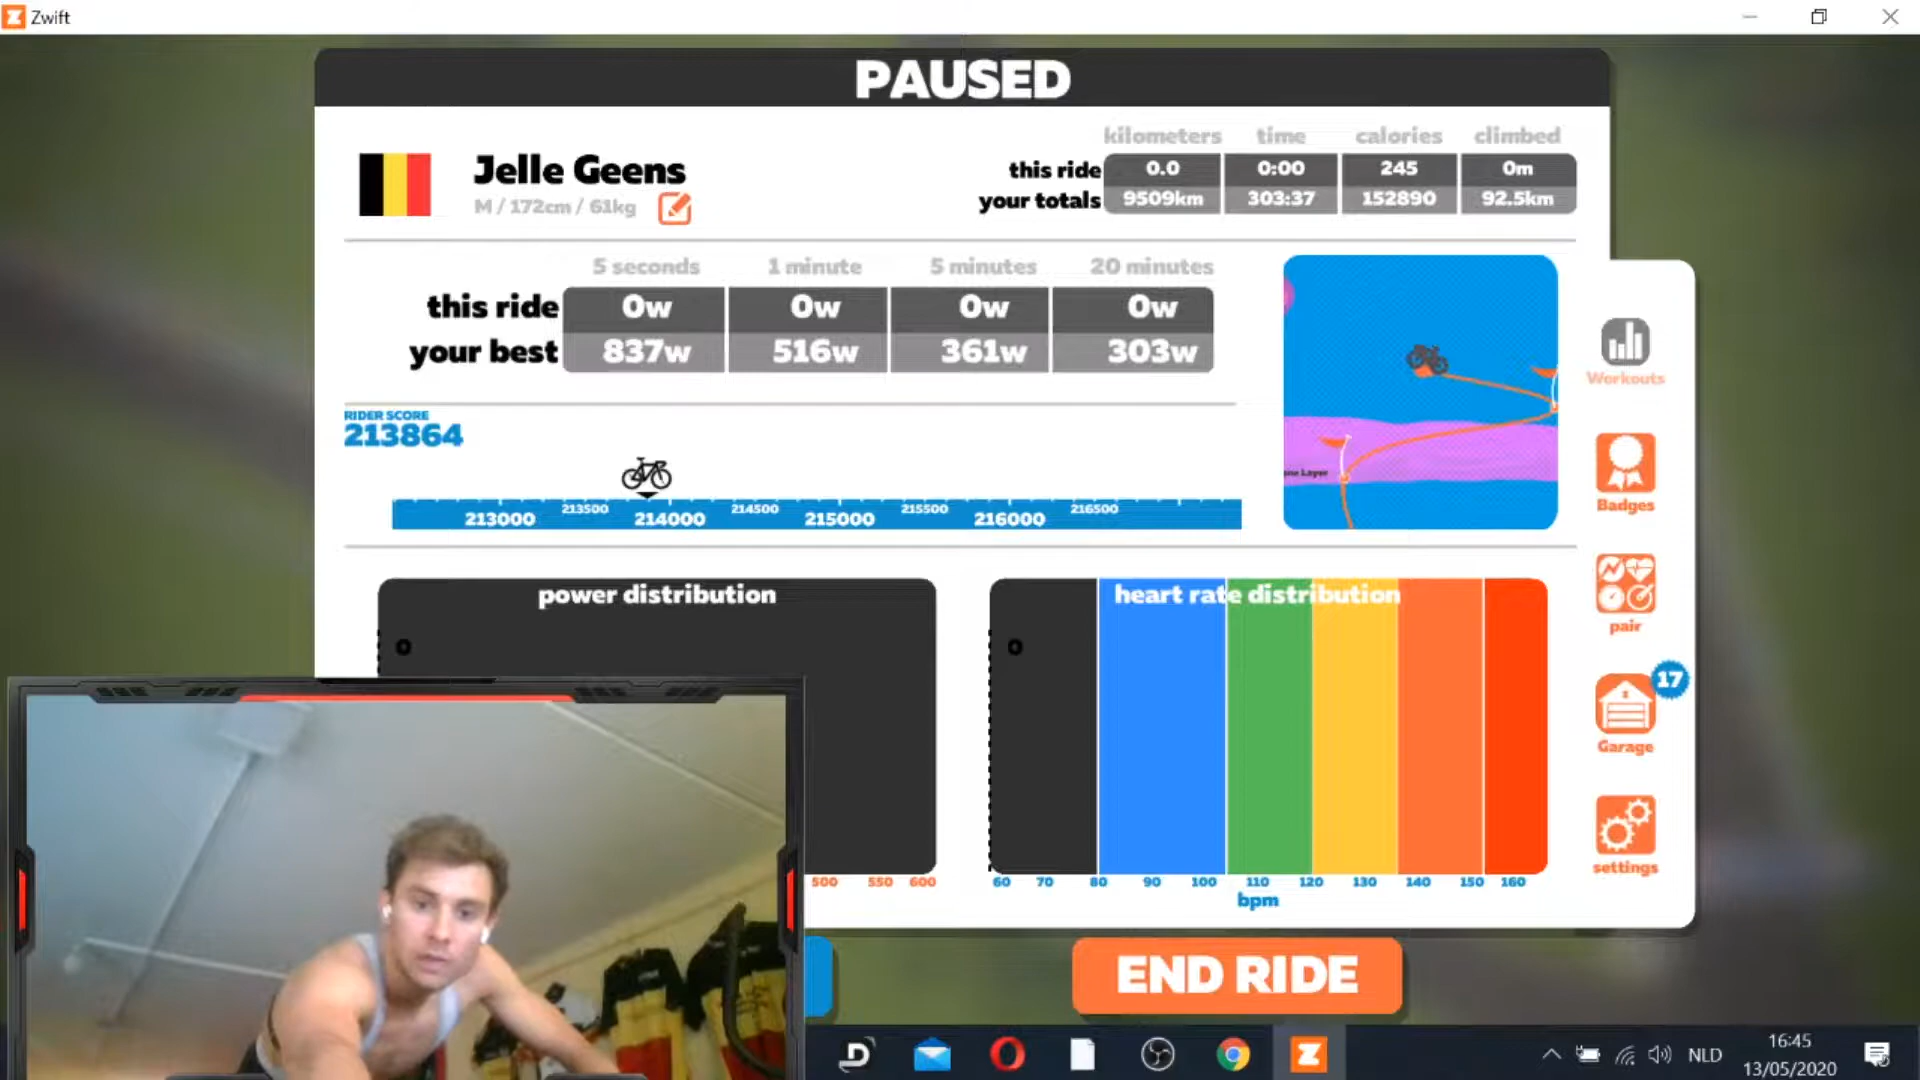 Zwift
PAUSED
kilometers time calories climbed
Jelle Geens
M / 172cm / 61kg
this ride 0.0 0:00 245 0m
your totals 9509km 303:37 152890 92.5km
5 seconds 1 minute 5 minutes 20 minutes
this ride 0w 0w 0w 0w
your best 837w 516w 361w 303w
RIDER SCORE
213864
213000 213500 214000 214500 215000 215500 216000 216500
Layer
Workouts
Badges
pair
17
Garage
settings
power distribution
0
500 550 600
heart rate distribution
0
60 70 80 90 100 110 120 130 140 150 160
bpm
END RIDE
NLD
16:45
13/05/2020